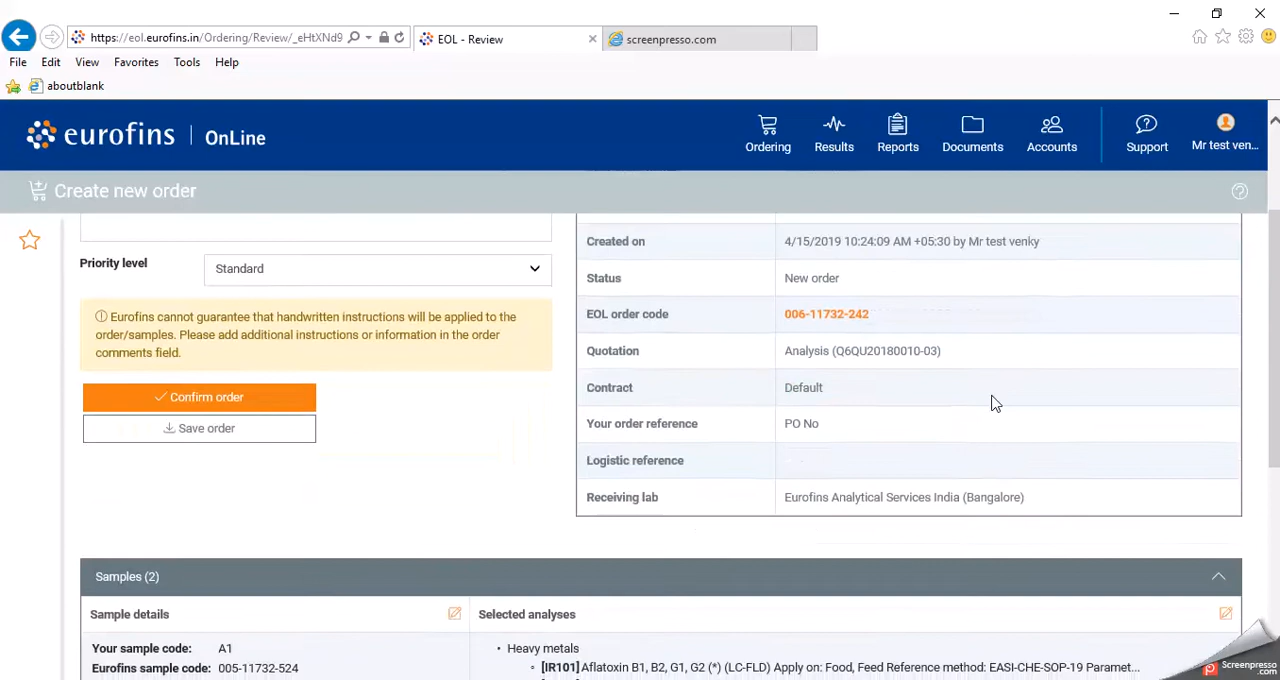 https://eol.eurofins.in/Ordering/Review/_eHtXNd9
EOL - Review
screenpresso.com
File Edit View Favorites Tools Help
aboutblank
eurofins | OnLine
Ordering
Results
Reports
Documents
Accounts
Support
Mr test ven...
Create new order
Priority level
Standard
Eurofins cannot guarantee that handwritten instructions will be applied to the
order/samples. Please add additional instructions or information in the order
comments field.
Confirm order
Save order
Created on 4/15/2019 10:24:09 AM +05:30 by Mr test venky
Status New order
EOL order code 006-11732-242
Quotation Analysis (Q6QU20180010-03)
Contract Default
Your order reference PO No
Logistic reference
Receiving lab Eurofins Analytical Services India (Bangalore)
Samples (2)
Sample details
Selected analyses
Your sample code: A1
Eurofins sample code: 005-11732-524
• Heavy metals
[IR101] Aflatoxin B1, B2, G1, G2 (*) (LC-FLD) Apply on: Food, Feed Reference method: EASI-CHE-SOP-19 Paramet...
Screenpresso
.com